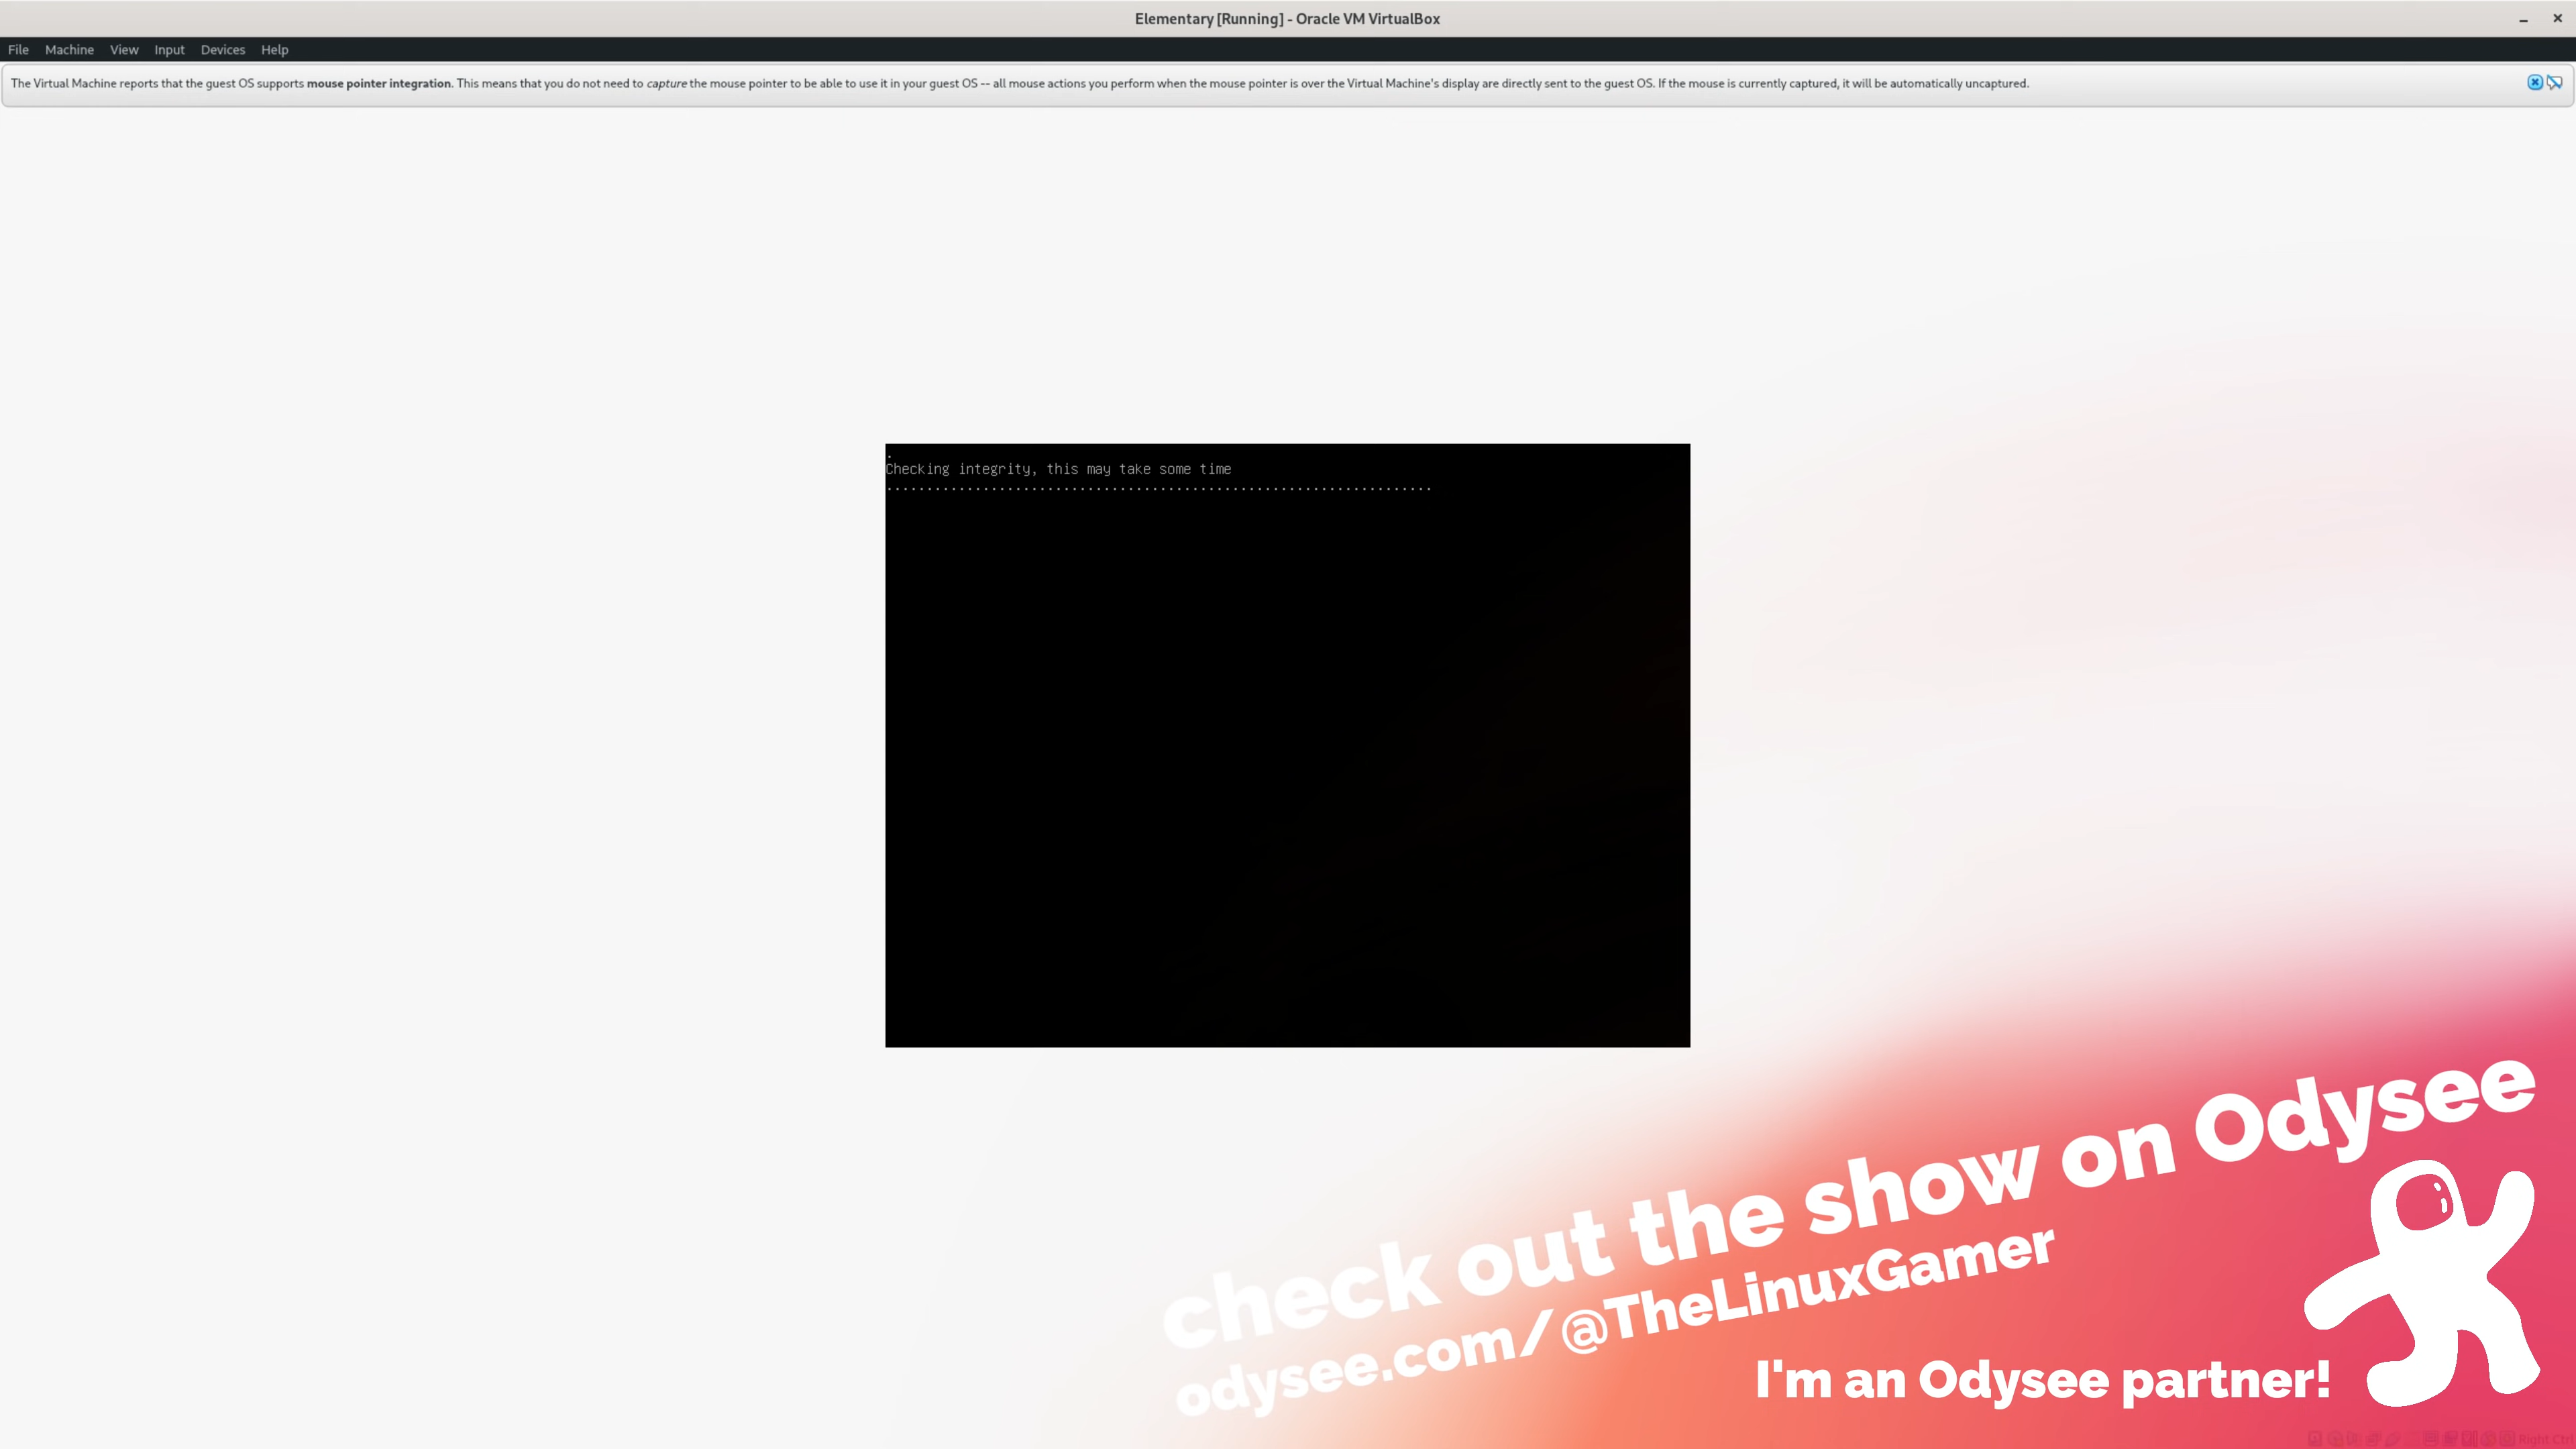 Elementary [Running] - Oracle VM VirtualBox
File Machine View Input Devices Help
The Virtual Machine reports that the guest OS supports mouse pointer integration. This means that you do not need to capture the mouse pointer to be able to use it in your guest OS -- all mouse actions you perform when the mouse pointer is over the Virtual Machine's display are directly sent to the guest OS. If the mouse is currently captured, it will be automatically uncaptured.
.
Checking integrity, this may take some time
....................................................................
check out the show on Odysee
odysee.com/@TheLinuxGamer
I'm an Odysee partner!
Right Ctrl